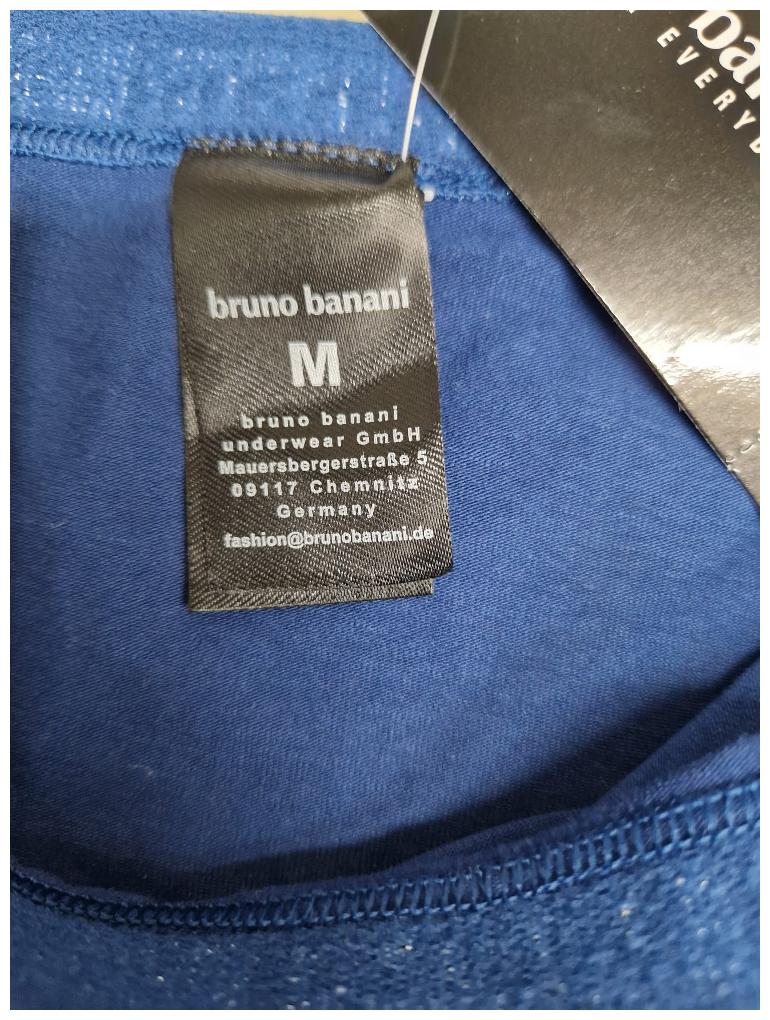 EVERYD
bruno banani
M
bruno banani
underwear GmbH
Mauersbergerstraße 5
09117 Chemnitz
Germany
fashion@brunobanani.de